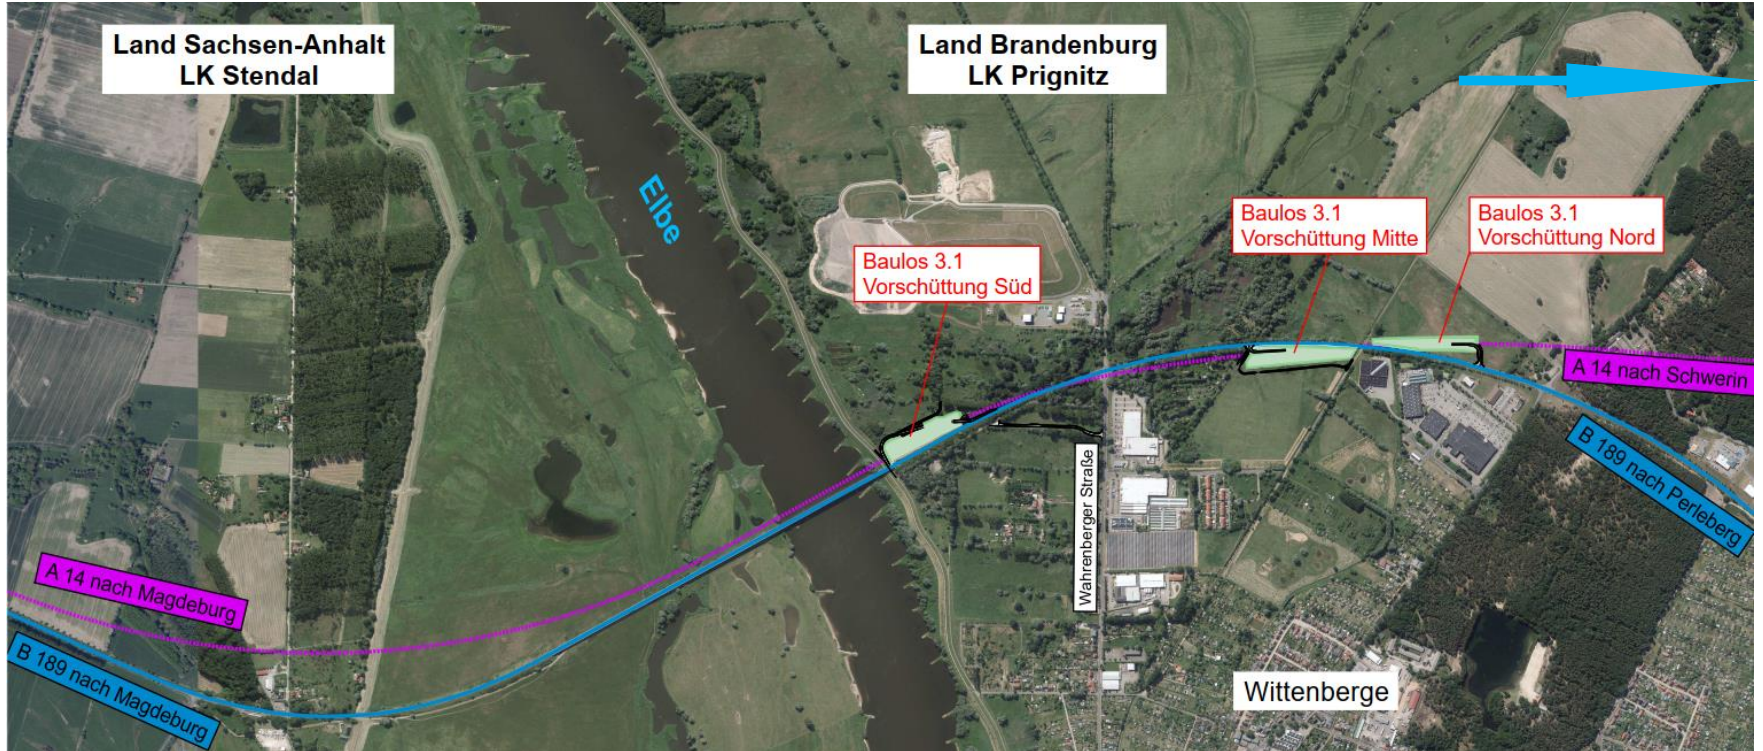 Land Sachsen-Anhalt
LK Stendal
Land Brandenburg
LK Prignitz
Elbe
Baulos 3.1
Vorschüttung Süd
Baulos 3.1
Vorschüttung Mitte
Baulos 3.1
Vorschüttung Nord
A 14 nach Schwerin
B 189 nach Perleberg
Wahrenberger Straße
A 14 nach Magdeburg
B 189 nach Magdeburg
Wittenberge